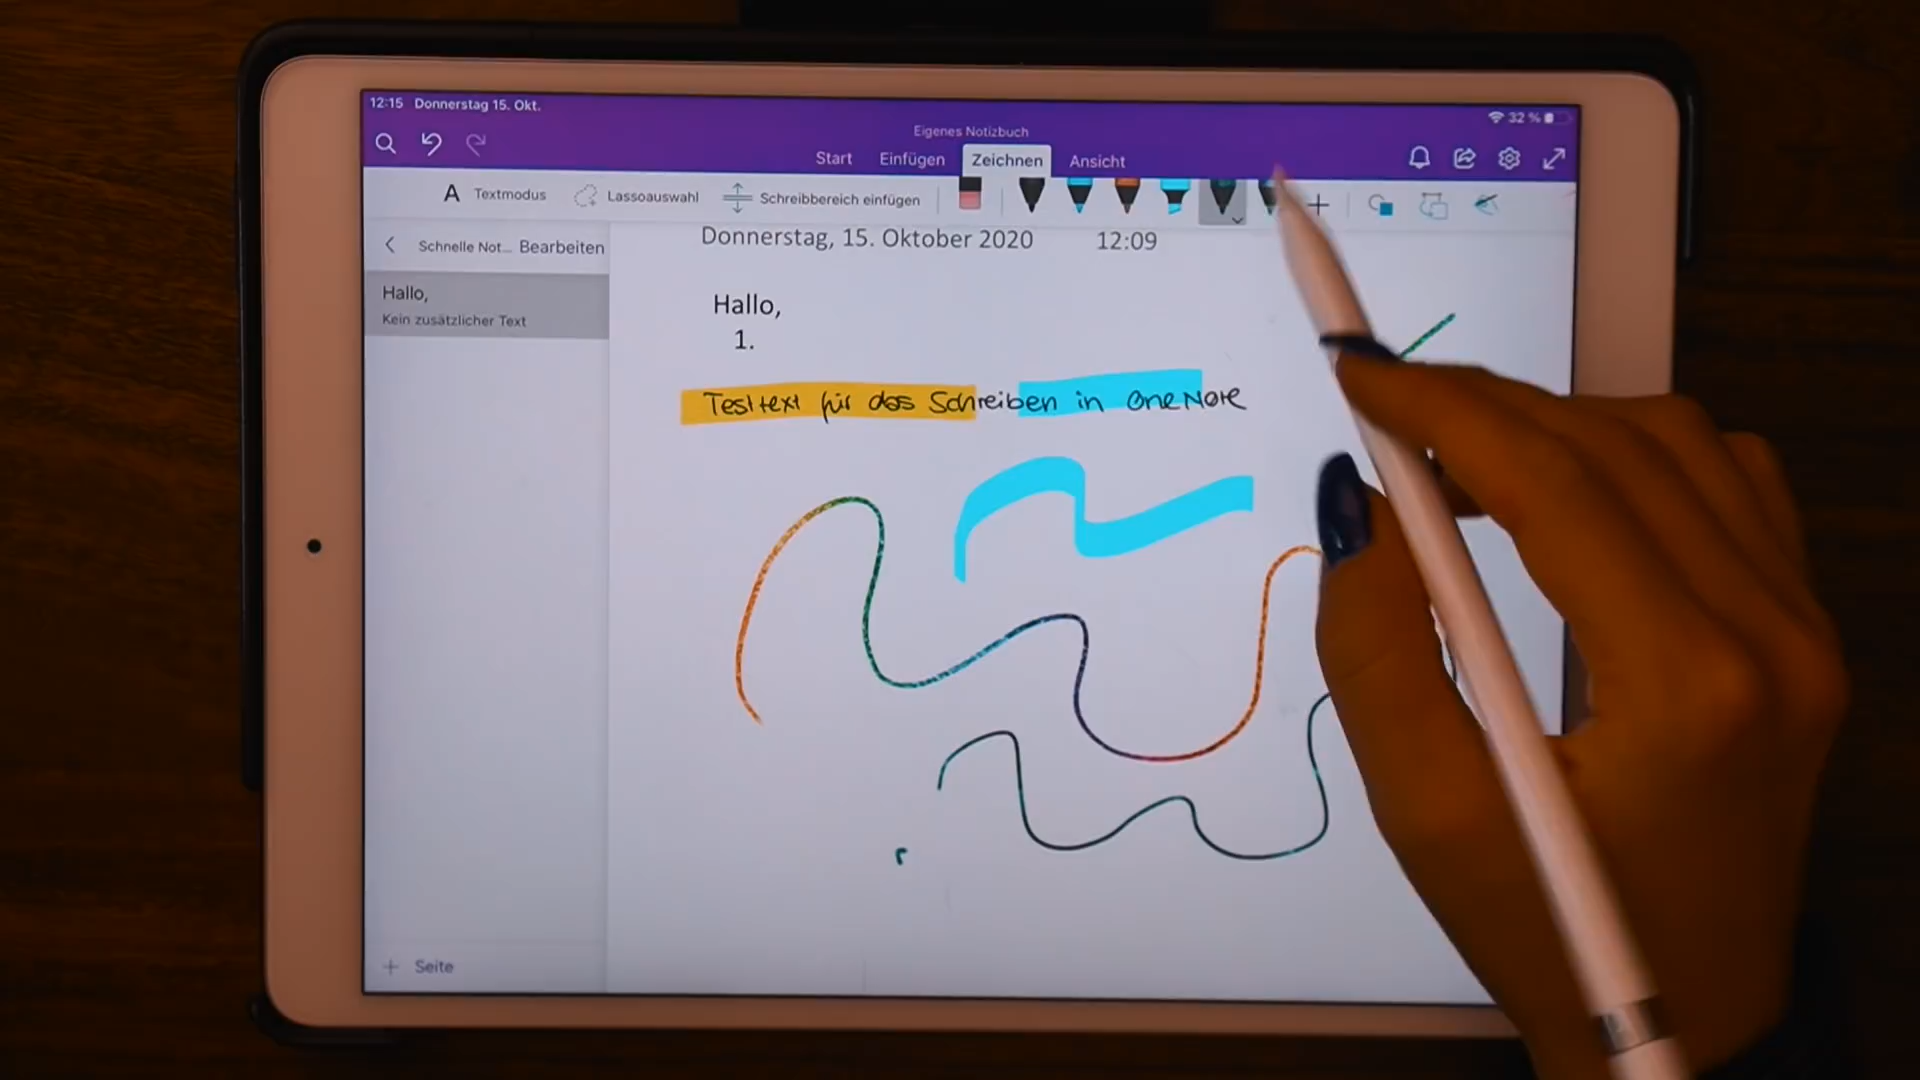 12:15 Donnerstag 15. Okt.
32 %
Eigenes Notizbuch
Start Einfügen Zeichnen Ansicht
A Textmodus Lassoauswahl Schreibbereich einfügen
Schnelle Not... Bearbeiten
Hallo,
Kein zusätzlicher Text
+ Seite
Donnerstag, 15. Oktober 2020 12:09
Hallo,
1.
Testtext für das Schreiben in OneNote